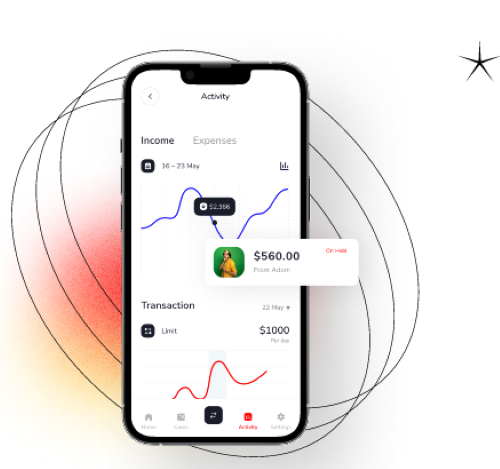 Activity
Income Expenses
16 – 23 May
$2,366
$560.00
On Hold
From Adom
Transaction
22 May
Limit
$1000
Per day
Home Cards Activity Settings